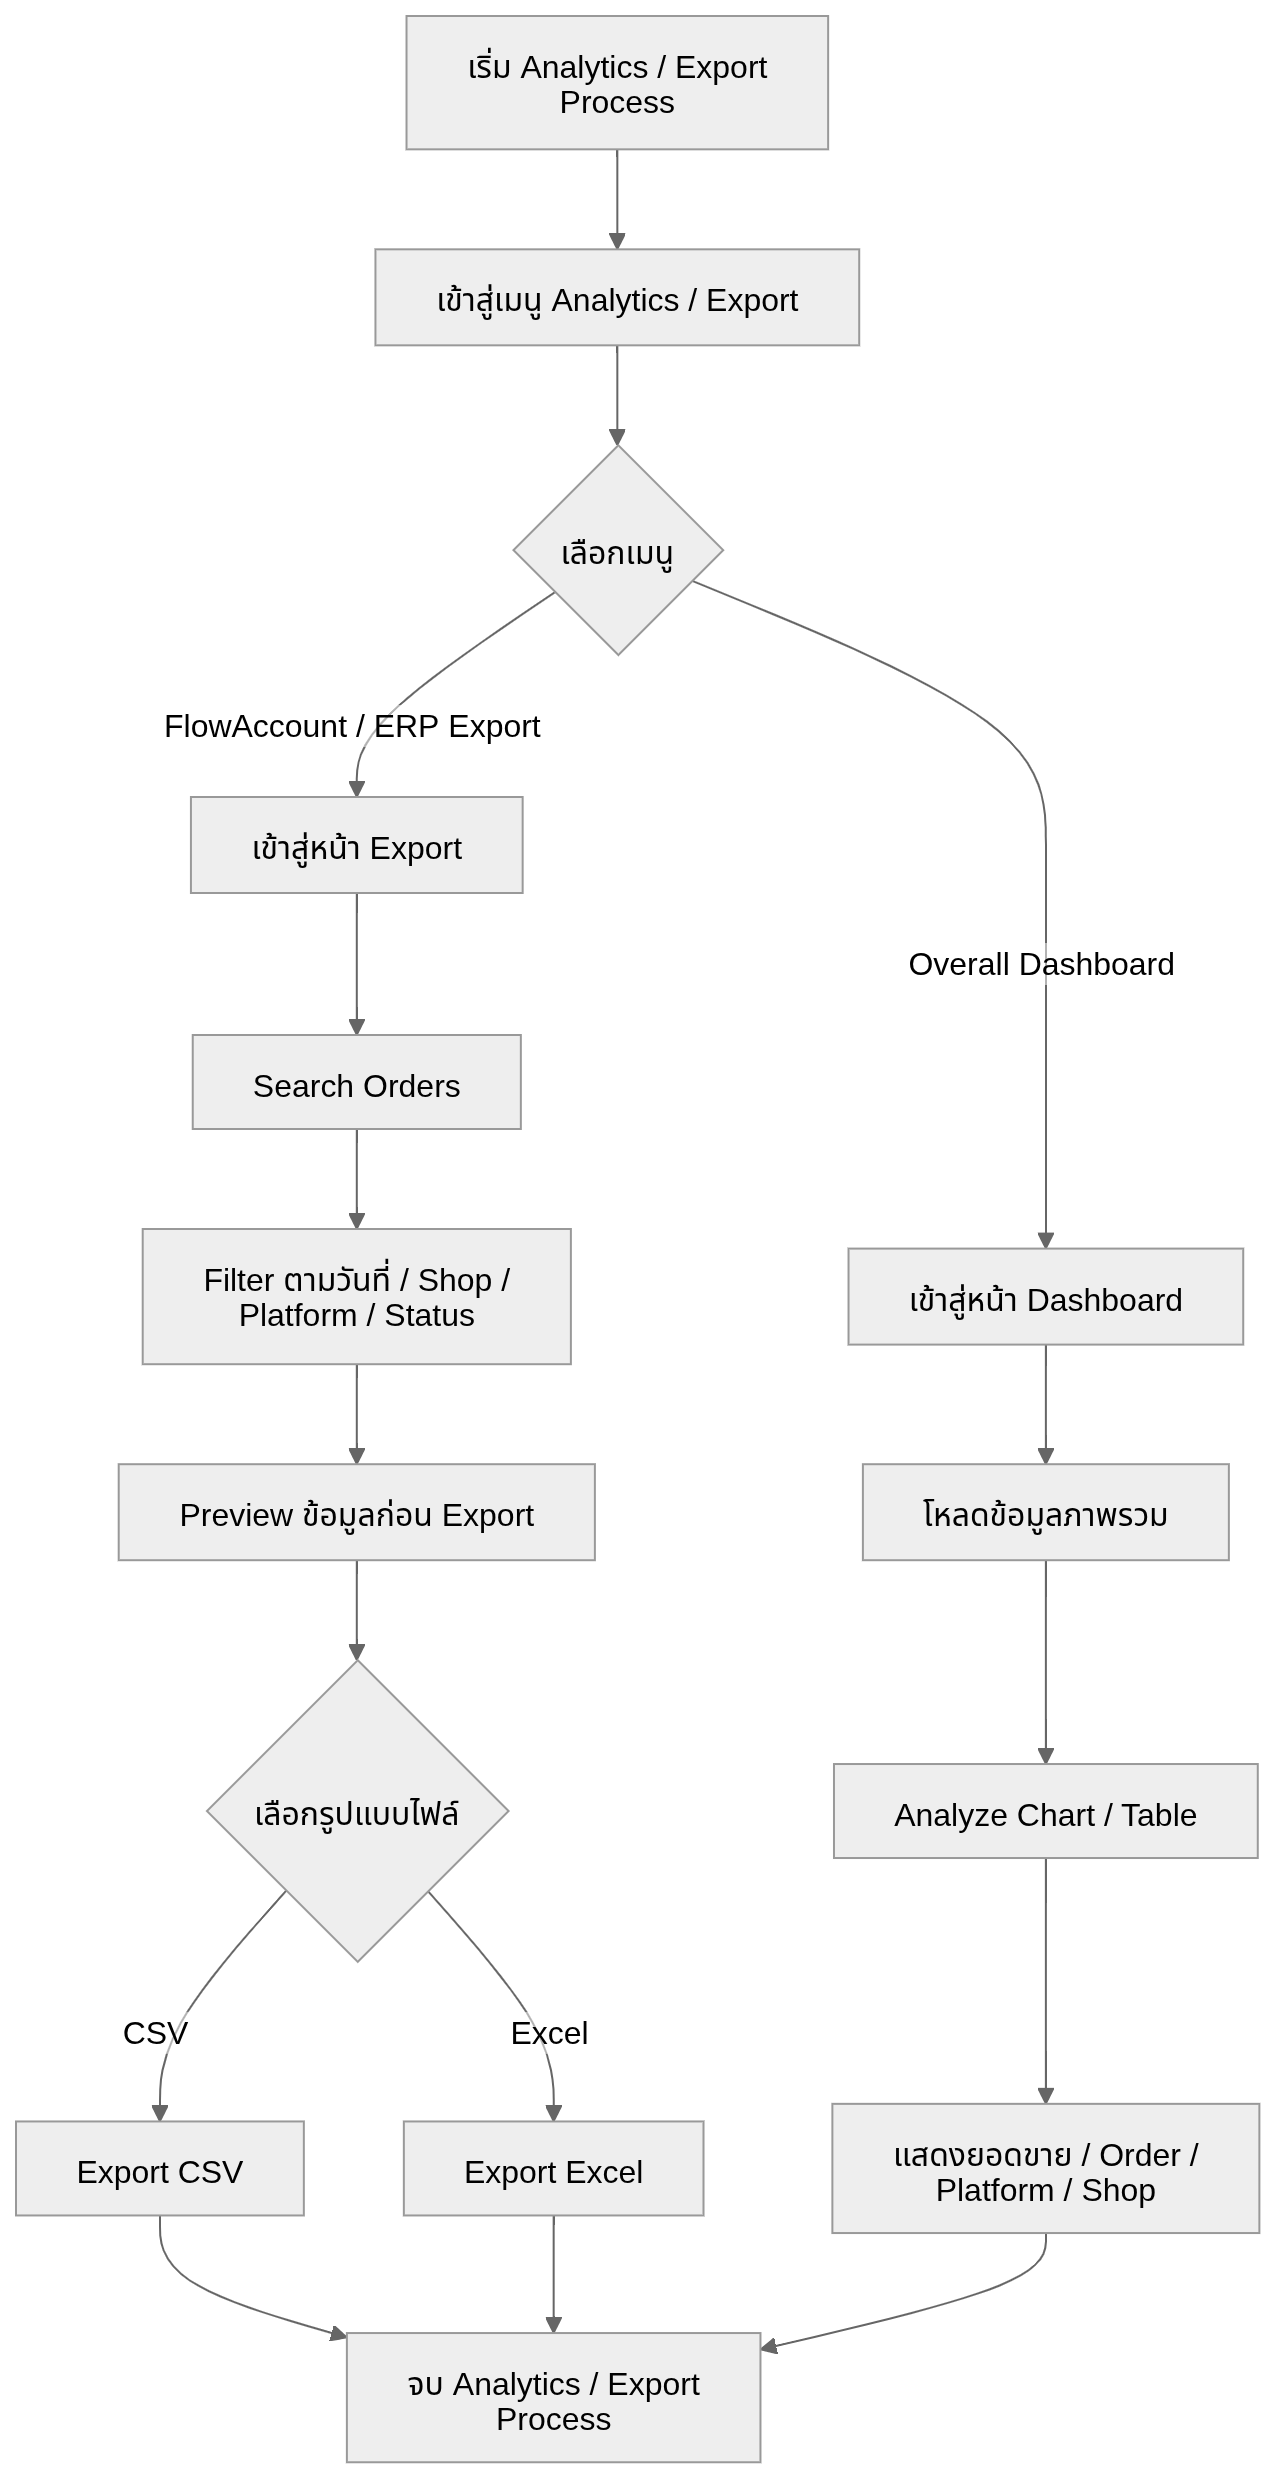 เริ่ม Analytics / Export
Process
เข้าสู่เมนู Analytics / Export
เลือกเมนู
FlowAccount / ERP Export
เข้าสู่หน้า Export
Overall Dashboard
Search Orders
Filter ตามวันที่ / Shop /
Platform / Status
เข้าสู่หน้า Dashboard
Preview ข้อมูลก่อน Export
โหลดข้อมูลภาพรวม
เลือกรูปแบบไฟล์
Analyze Chart / Table
CSV
Excel
Export CSV
Export Excel
แสดงยอดขาย / Order /
Platform / Shop
จบ Analytics / Export
Process